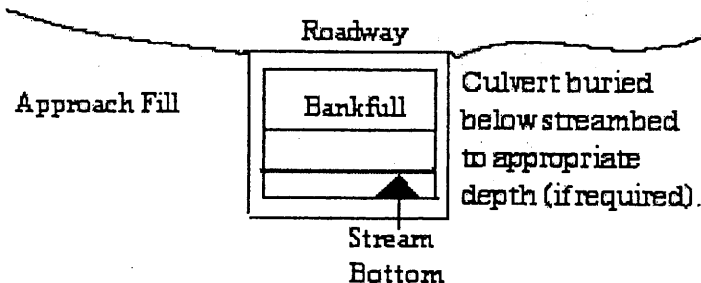 Roadway
Approach Fill
Bankfull
Culvert buried
below streambed
to appropriate
depth (if required).
Stream
Bottom